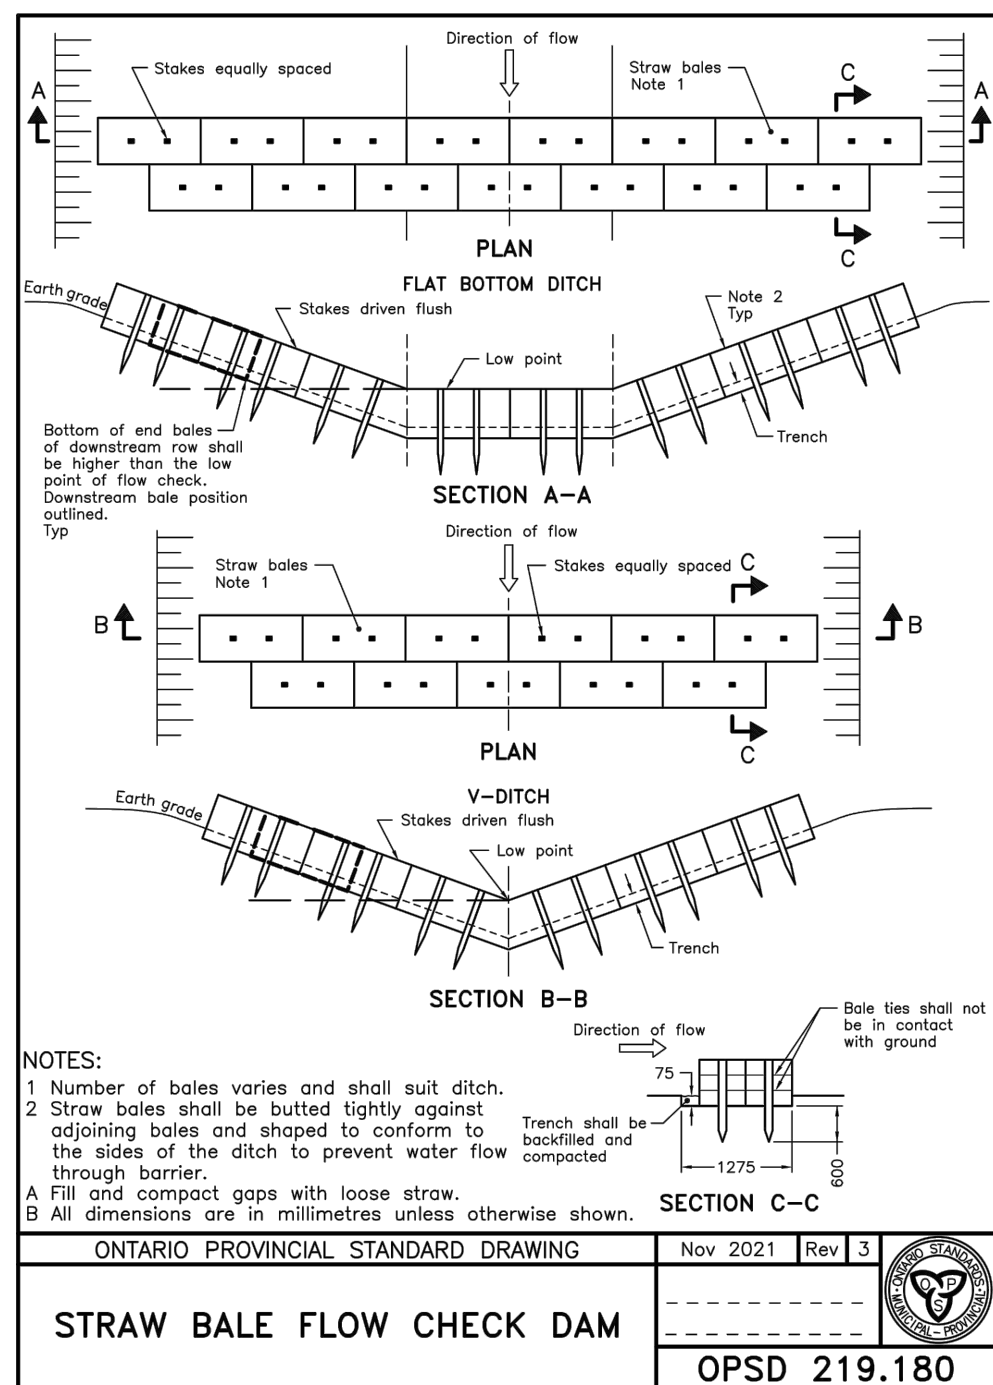 Direction of flow
Stakes equally spaced
Straw bales
Note 1
C
A
A
C
PLAN
FLAT BOTTOM DITCH
Earth grade
Stakes driven flush
Note 2
Typ
Low point
Trench
Bottom of end bales
of downstream row shall
be higher than the low
point of flow check.
Downstream bale position
outlined.
Typ
SECTION A-A
Direction of flow
Straw bales
Note 1
Stakes equally spaced
C
B
B
C
PLAN
V-DITCH
Earth grade
Stakes driven flush
Low point
Trench
SECTION B-B
Direction of flow
Bale ties shall not
be in contact
with ground
75
Trench shall be
backfilled and
compacted
1275
600
SECTION C-C
NOTES:
1 Number of bales varies and shall suit ditch.
2 Straw bales shall be butted tightly against
adjoining bales and shaped to conform to
the sides of the ditch to prevent water flow
through barrier.
A Fill and compact gaps with loose straw.
B All dimensions are in millimetres unless otherwise shown.
ONTARIO PROVINCIAL STANDARD DRAWING
Nov 2021
Rev
3
STRAW BALE FLOW CHECK DAM
ONTARIO STANDARDS
MUNICIPAL-PROVINCIAL
O P
S
OPSD 219.180